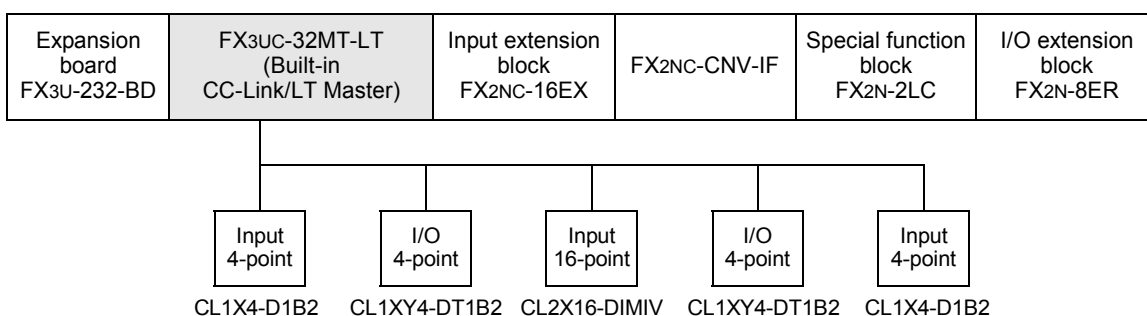 Expansion
board
FX3U-232-BD
FX3UC-32MT-LT
(Built-in
CC-Link/LT Master)
Input extension
block
FX2NC-16EX
FX2NC-CNV-IF
Special function
block
FX2N-2LC
I/O extension
block
FX2N-8ER
Input
4-point
I/O
4-point
Input
16-point
I/O
4-point
Input
4-point
CL1X4-D1B2
CL1XY4-DT1B2
CL2X16-DIMIV
CL1XY4-DT1B2
CL1X4-D1B2